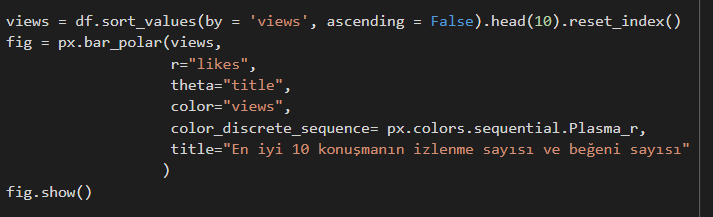 views = df.sort_values(by = 'views', ascending = False).head(10).reset_index()
fig = px.bar_polar(views,
                   r="likes",
                   theta="title",
                   color="views",
                   color_discrete_sequence= px.colors.sequential.Plasma_r,
                   title="En iyi 10 konuşmanın izlenme sayısı ve beğeni sayısı"
                  )
fig.show()